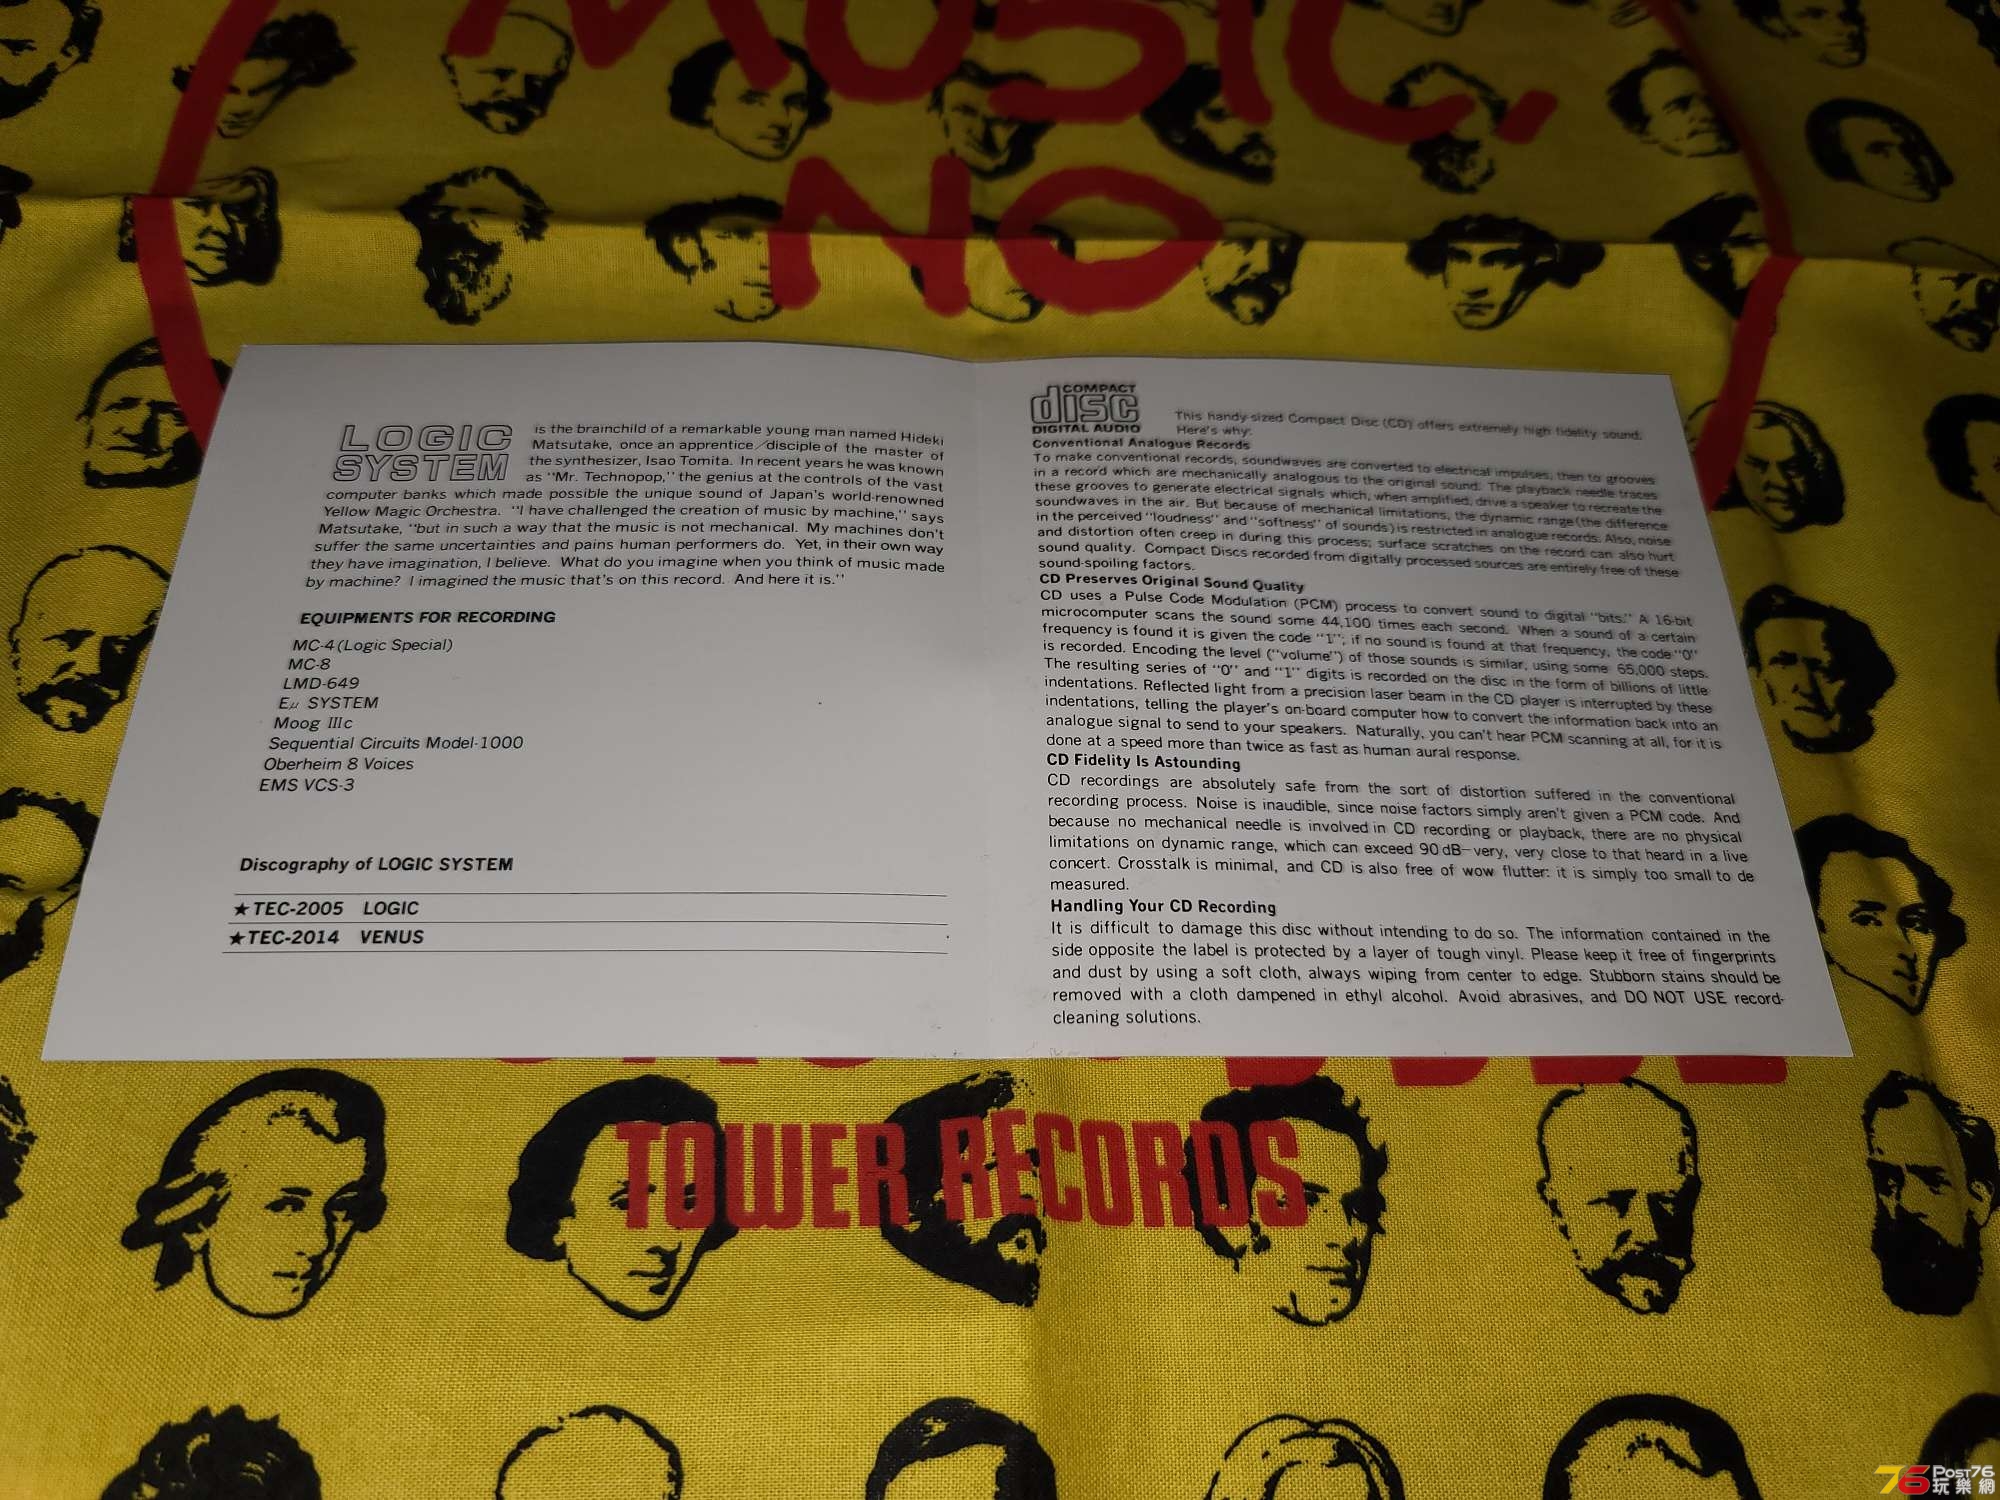 MUSIC.
NO
LOGIC
SYSTEM
is the brainchild of a remarkable young man named Hideki
Matsutake, once an apprentice/disciple of the master of
the synthesizer, Isao Tomita. In recent years he was known
as "Mr. Technopop," the genius at the controls of the vast
computer banks which made possible the unique sound of Japan's world-renowned
Yellow Magic Orchestra. "I have challenged the creation of music by machine," says
Matsutake, "but in such a way that the music is not mechanical. My machines don't
suffer the same uncertainties and pains human performers do. Yet, in their own way
they have imagination, I believe. What do you imagine when you think of music made
by machine? I imagined the music that's on this record. And here it is."
EQUIPMENTS FOR RECORDING
MC-4 (Logic Special)
MC-8
LMD-649
Eμ SYSTEM
Moog IIIc
Sequential Circuits Model-1000
Oberheim 8 Voices
EMS VCS-3
Discography of LOGIC SYSTEM
★TEC-2005 LOGIC
★TEC-2014 VENUS
COMPACT
disc
DIGITAL AUDIO
This handy-sized Compact Disc (CD) offers extremely high fidelity sound.
Here's why:
Conventional Analogue Records
To make conventional records, soundwaves are converted to electrical impulses, then to grooves
in a record which are mechanically analogous to the original sound. The playback needle traces
these grooves to generate electrical signals which, when amplified, drive a speaker to recreate the
soundwaves in the air. But because of mechanical limitations, the dynamic range (the difference
in the perceived "loudness" and "softness" of sounds) is restricted in analogue records. Also, noise
and distortion often creep in during this process; surface scratches on the record can also hurt
sound quality. Compact Discs recorded from digitally processed sources are entirely free of these
sound-spoiling factors.
CD Preserves Original Sound Quality
CD uses a Pulse Code Modulation (PCM) process to convert sound to digital "bits." A 16-bit
microcomputer scans the sound some 44,100 times each second. When a sound of a certain
frequency is found it is given the code "1"; if no sound is found at that frequency, the code "0"
is recorded. Encoding the level ("volume") of those sounds is similar, using some 65,000 steps.
The resulting series of "0" and "1" digits is recorded on the disc in the form of billions of little
indentations. Reflected light from a precision laser beam in the CD player is interrupted by these
indentations, telling the player's on-board computer how to convert the information back into an
analogue signal to send to your speakers. Naturally, you can't hear PCM scanning at all, for it is
done at a speed more than twice as fast as human aural response.
CD Fidelity Is Astounding
CD recordings are absolutely safe from the sort of distortion suffered in the conventional
recording process. Noise is inaudible, since noise factors simply aren't given a PCM code. And
because no mechanical needle is involved in CD recording or playback, there are no physical
limitations on dynamic range, which can exceed 90 dB—very, very close to that heard in a live
concert. Crosstalk is minimal, and CD is also free of wow flutter: it is simply too small to de
measured.
Handling Your CD Recording
It is difficult to damage this disc without intending to do so. The information contained in the
side opposite the label is protected by a layer of tough vinyl. Please keep it free of fingerprints
and dust by using a soft cloth, always wiping from center to edge. Stubborn stains should be
removed with a cloth dampened in ethyl alcohol. Avoid abrasives, and DO NOT USE record-
cleaning solutions.
TOWER RECORDS
76 POST76
玩樂網